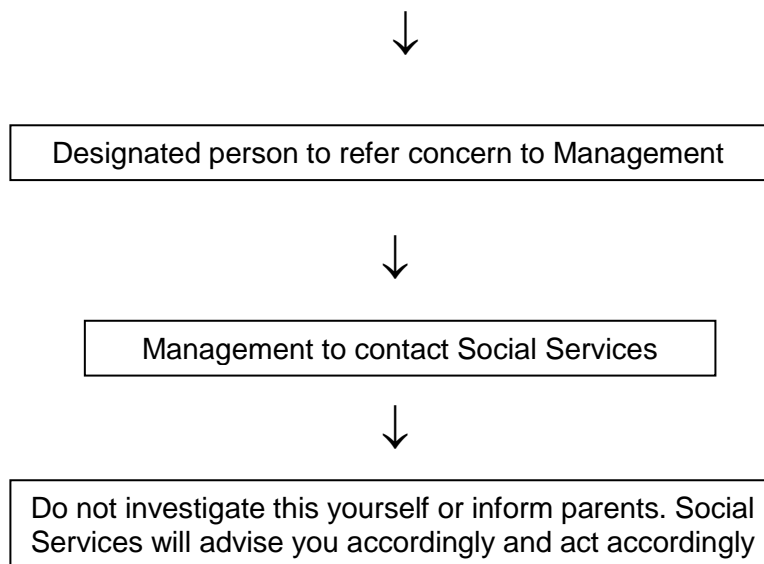 Designated person to refer concern to Management
Management to contact Social Services
Do not investigate this yourself or inform parents. Social
Services will advise you accordingly and act accordingly